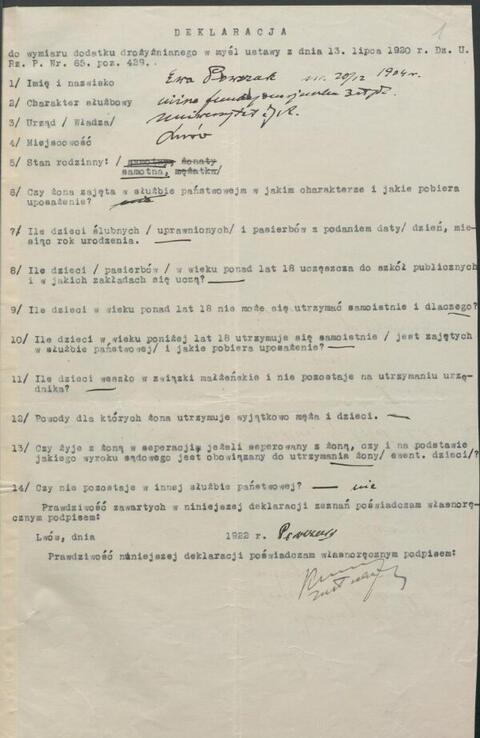 1
DEKLARACJA
do wymiaru dodatku drożyźnianego w myśl ustawy z dnia 13. lipca 1920 r. Dz. U.
Rz. P. Nr. 65. poz. 429.
1/ Imię i nazwisko Ewa
2/ Charakter służbowy
3/ Urząd / Władza/ Uniwersytet J.K.
4/ Miejscowość Lwów
5/ Stan rodzinny: / samotny, żonaty
samotna, mężatka/
6/ Czy żona zajęta w służbie państwowej w jakim charakterze i jakie pobiera
uposażenie?
7/ Ile dzieci ślubnych / uprawnionych/ i pasierbów z podaniem daty/ dzień, mie-
siąc rok urodzenia.
8/ Ile dzieci / pasierbów / w wieku ponad lat 18 uczęszcza do szkół publicznych
i w jakich zakładach się uczą?
9/ Ile dzieci w wieku ponad lat 18 nie może się utrzymać samoistnie i dlaczego?
10/ Ile dzieci w wieku poniżej lat 18 utrzymuje się samoistnie / jest zajętych
w służbie państwowej/ i jakie pobiera uposażenie?
11/ Ile dzieci weszło w związki małżeńskie i nie pozostaje na utrzymaniu urzę-
dnika?
12/ Powody dla których żona utrzymuje wyjątkowo męża i dzieci.
13/ Czy żyje z żoną w seperacji, jeżeli seperowany z żoną, czy i na podstawie
jakiego wyroku sądowego jest obowiązany do utrzymania żony/ ewent. dzieci/?
14/ Czy nie pozostaje w innej służbie państwowej? — nie
Prawdziwość zawartych w niniejszej deklaracji zeznań poświadczam własnorę-
cznym podpisem:
Lwów, dnia 1922 r.
Prawdziwość niniejszej deklaracji poświadczam własnoręcznym podpisem: